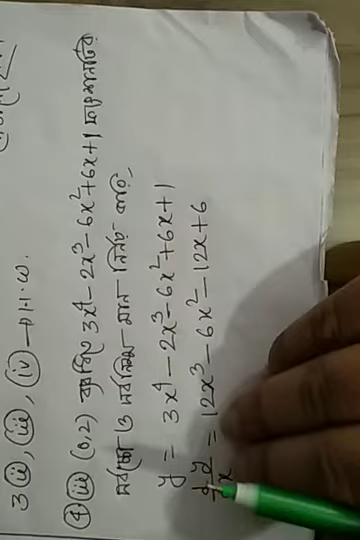 3 (ii), (iii), (iv) → H.W.
(4) (iii) (0,2) ব্যবধিতে 3x⁴ - 2x³ - 6x² + 6x + 1 ফাংশনটির
সর্বোচ্চ ও সর্বনিম্ন মান নির্ণয় কর।
y = 3x⁴ - 2x³ - 6x² + 6x + 1
dy/dx = 12x³ - 6x² - 12x + 6